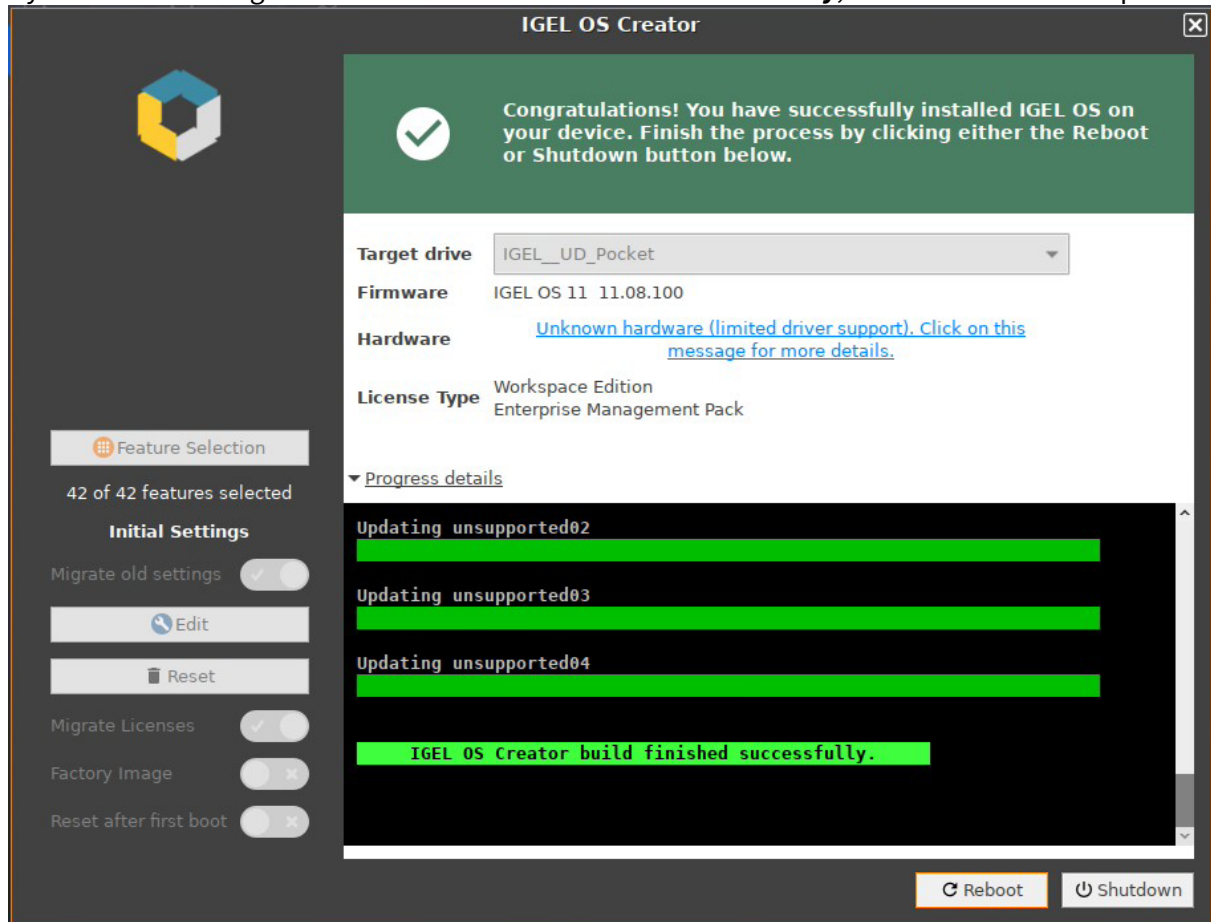 IGEL OS Creator
Congratulations! You have successfully installed IGEL OS on
your device. Finish the process by clicking either the Reboot
or Shutdown button below.
Target drive IGEL__UD_Pocket
Firmware IGEL OS 11 11.08.100
Hardware Unknown hardware (limited driver support). Click on this
message for more details.
License Type Workspace Edition
Enterprise Management Pack
Feature Selection
42 of 42 features selected
Initial Settings
Migrate old settings
Edit
Reset
Migrate Licenses
Factory Image
Reset after first boot
Progress details
Updating unsupported02
Updating unsupported03
Updating unsupported04
IGEL OS Creator build finished successfully.
Reboot
Shutdown